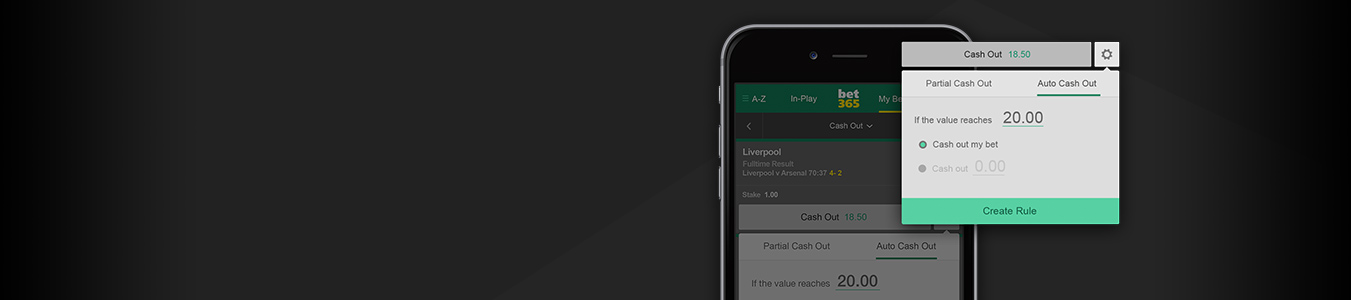 A-Z In-Play bet365 My Be
Cash Out
Liverpool
Fulltime Result
Liverpool v Arsenal 70:37 4-2
Stake 1.00
Cash Out 18.50
Partial Cash Out Auto Cash Out
If the value reaches 20.00
Cash Out 18.50
Partial Cash Out Auto Cash Out
If the value reaches 20.00
Cash out my bet
Cash out 0.00
Create Rule